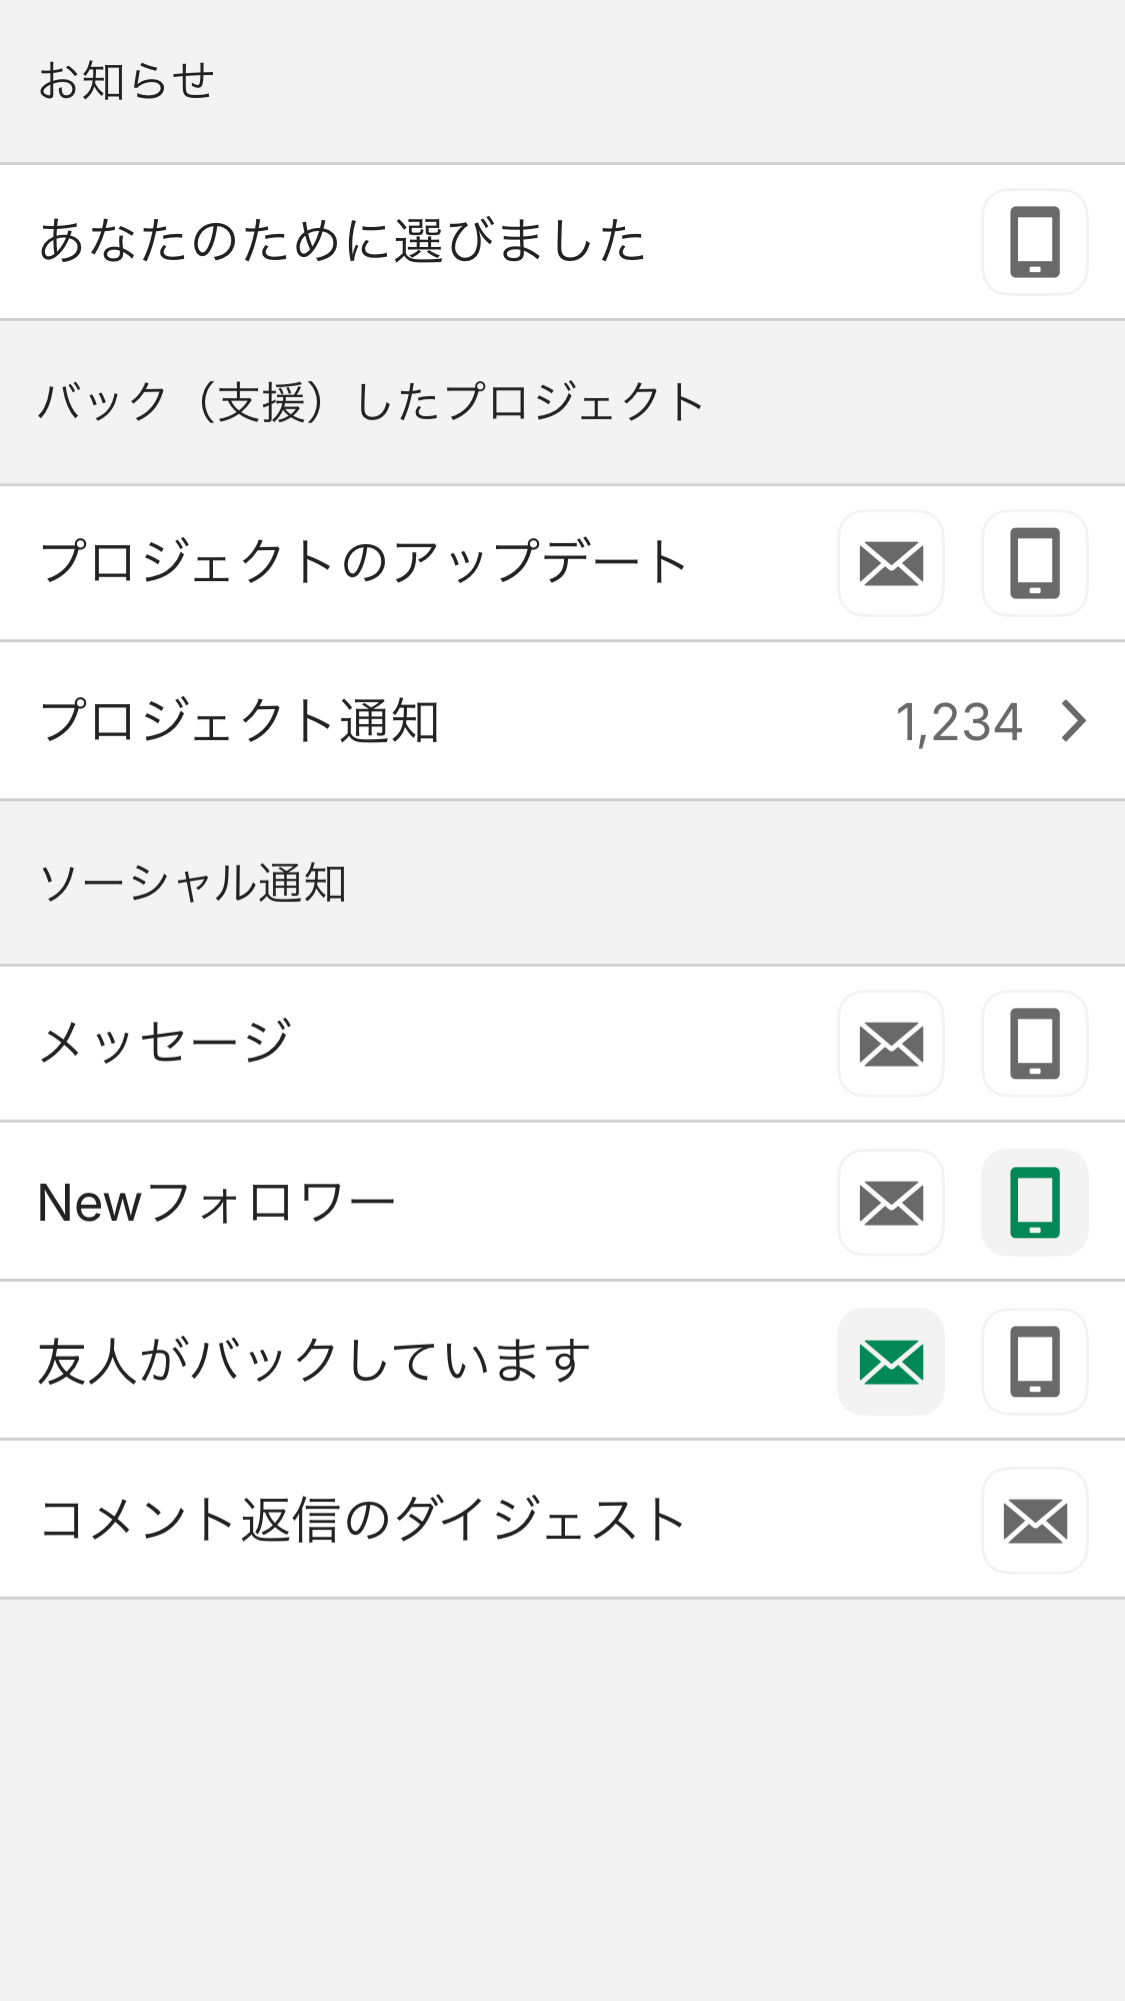 お知らせ
あなたのために選びました
バック（支援）したプロジェクト
プロジェクトのアップデート
プロジェクト通知 1,234
ソーシャル通知
メッセージ
Newフォロワー
友人がバックしています
コメント返信のダイジェスト